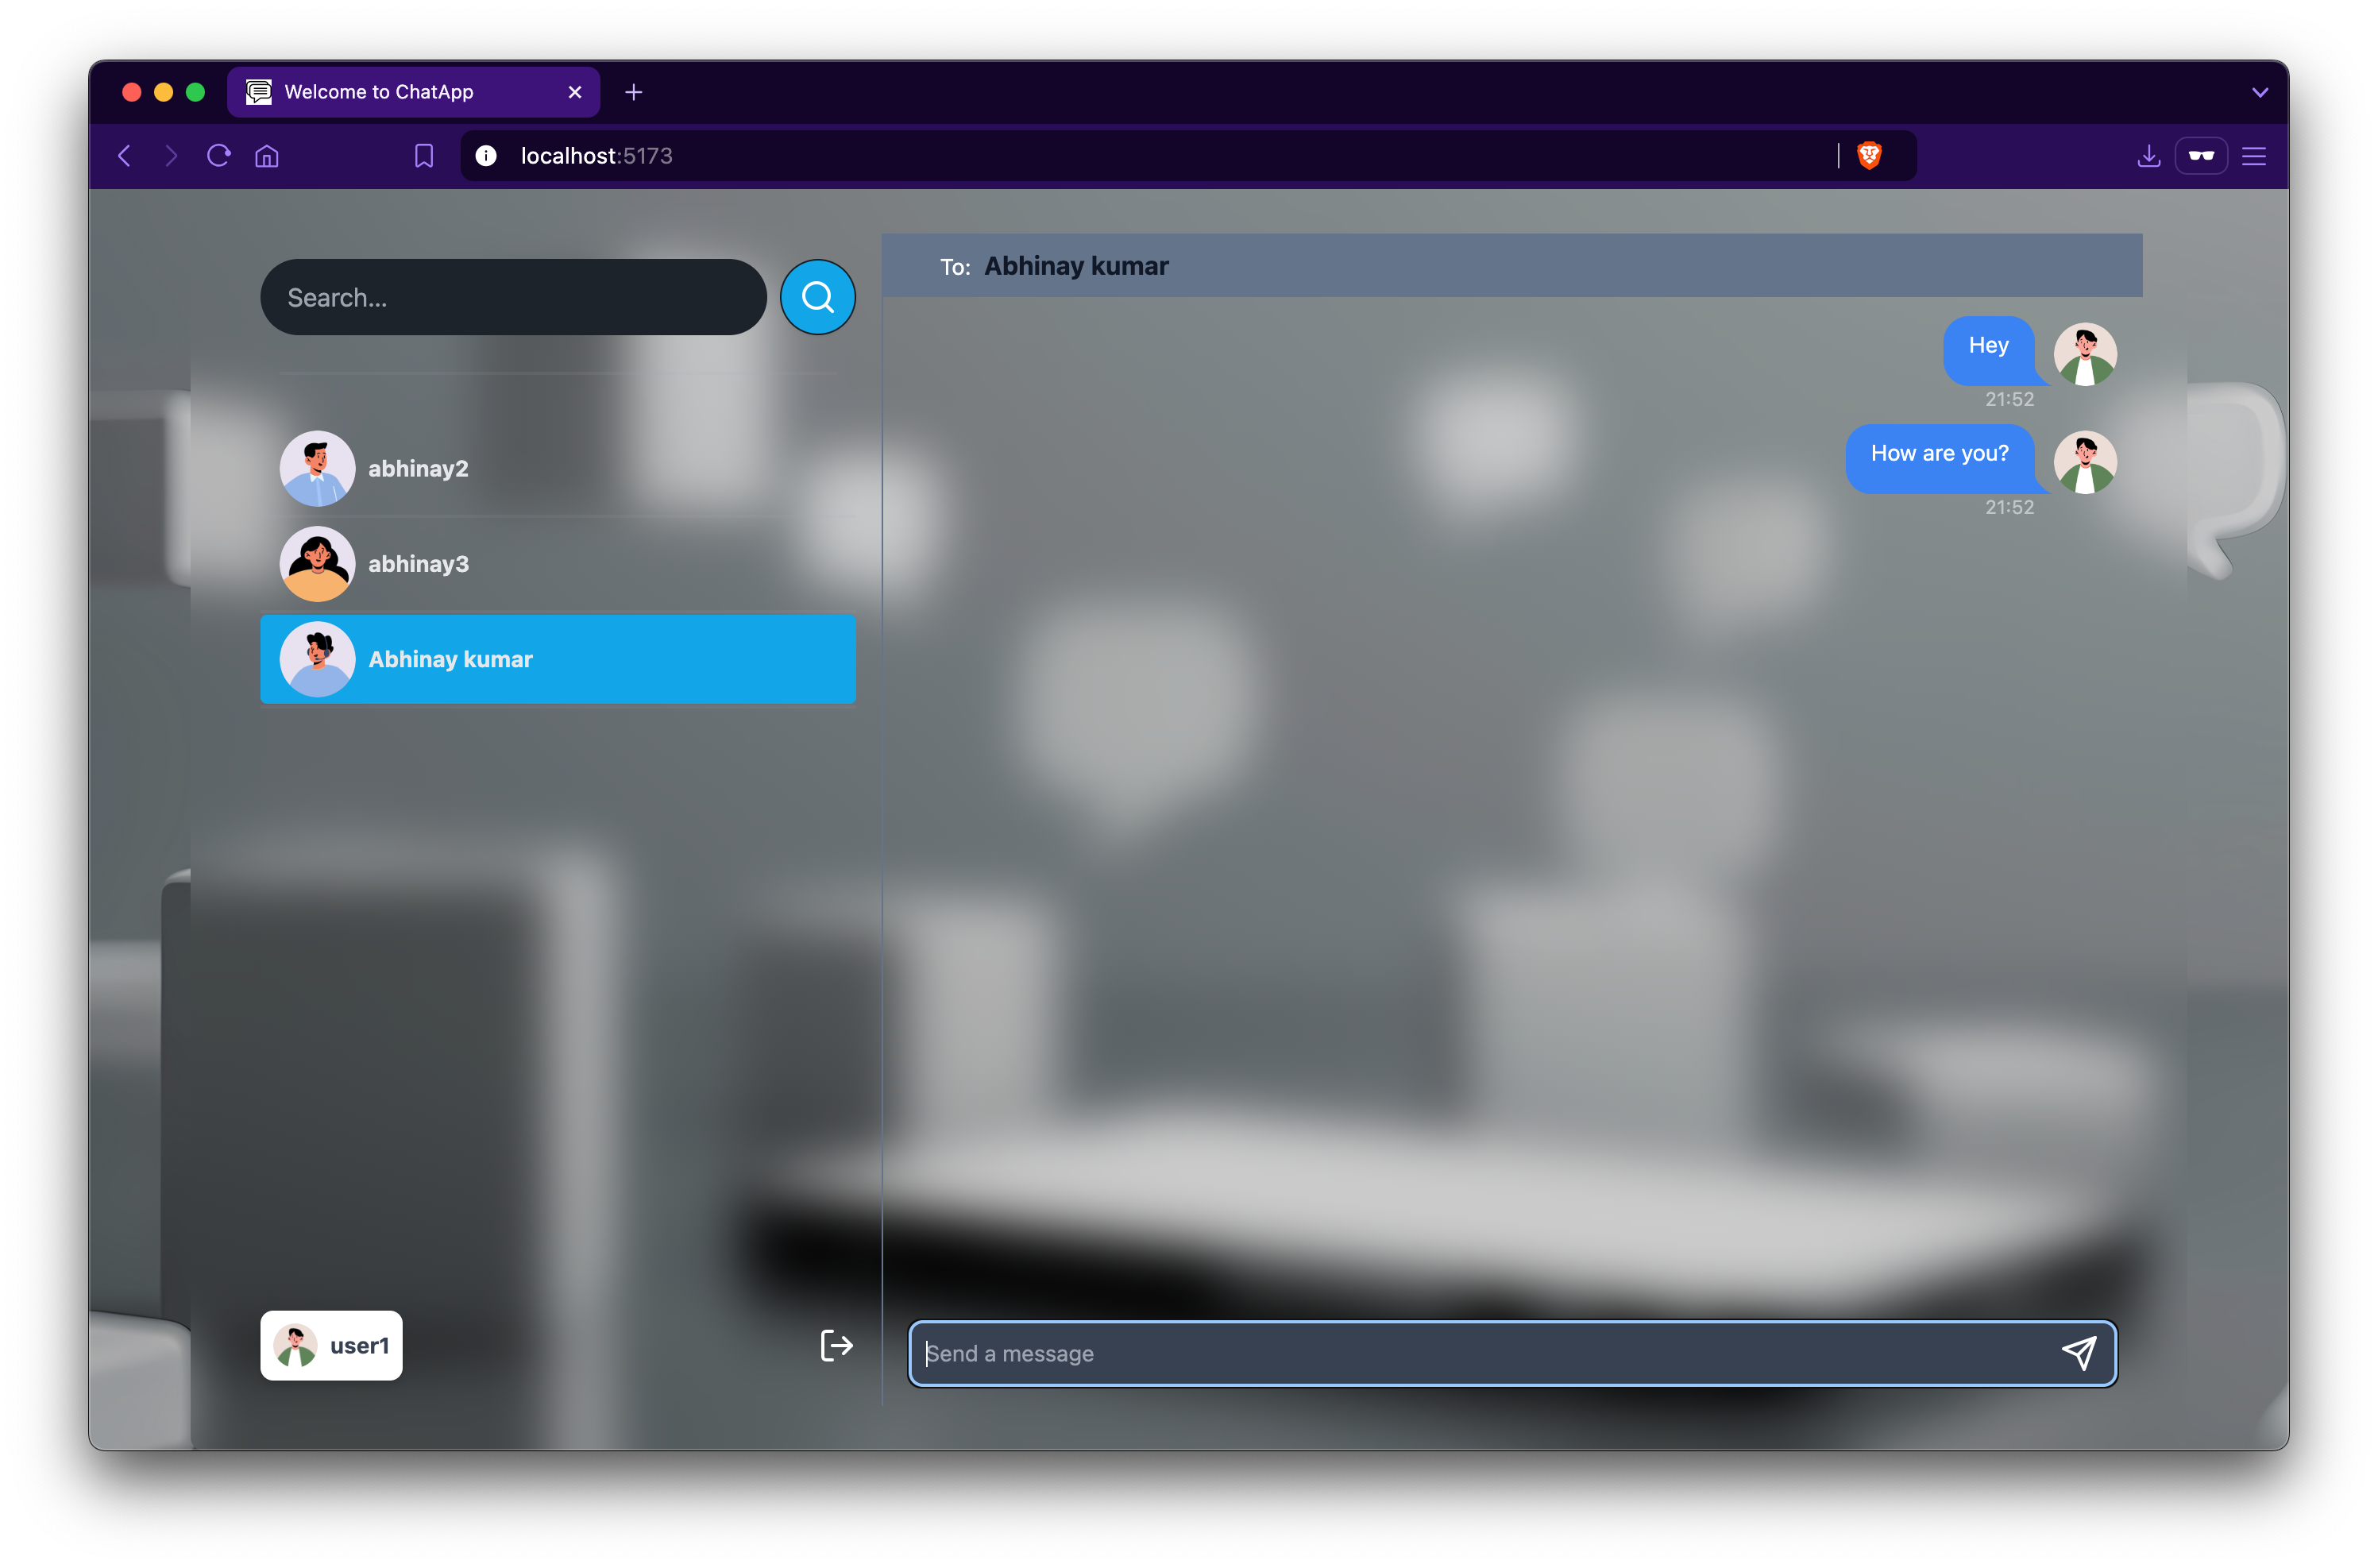 Welcome to ChatApp
localhost:5173
Search...
abhinay2
abhinay3
Abhinay kumar
user1
To: Abhinay kumar
Hey
21:52
How are you?
21:52
Send a message